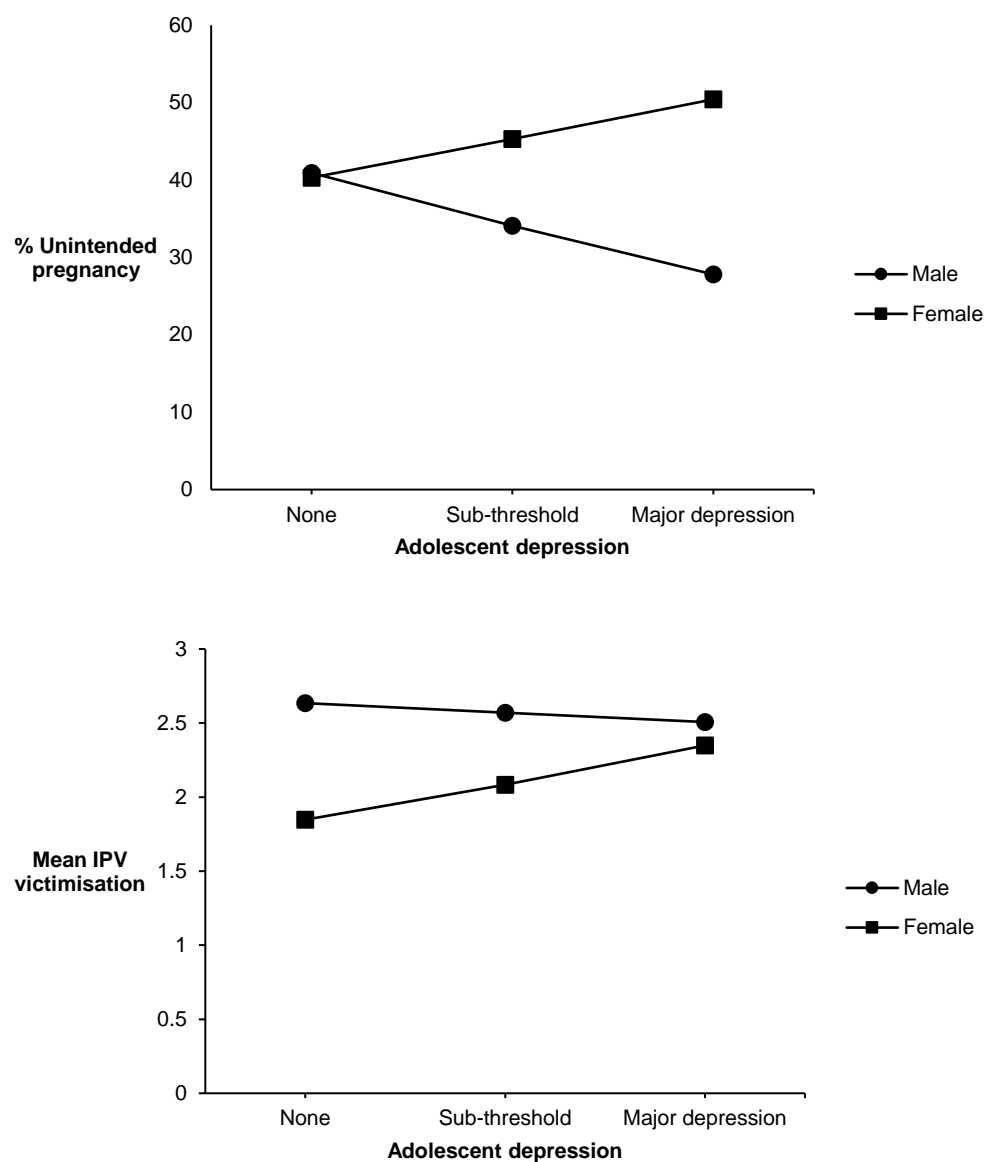 60
50
40
30
20
10
0
% Unintended
pregnancy
Male
Female
None Sub-threshold Major depression
Adolescent depression
3
2.5
2
1.5
1
0.5
0
Mean IPV
victimisation
Male
Female
None Sub-threshold Major depression
Adolescent depression